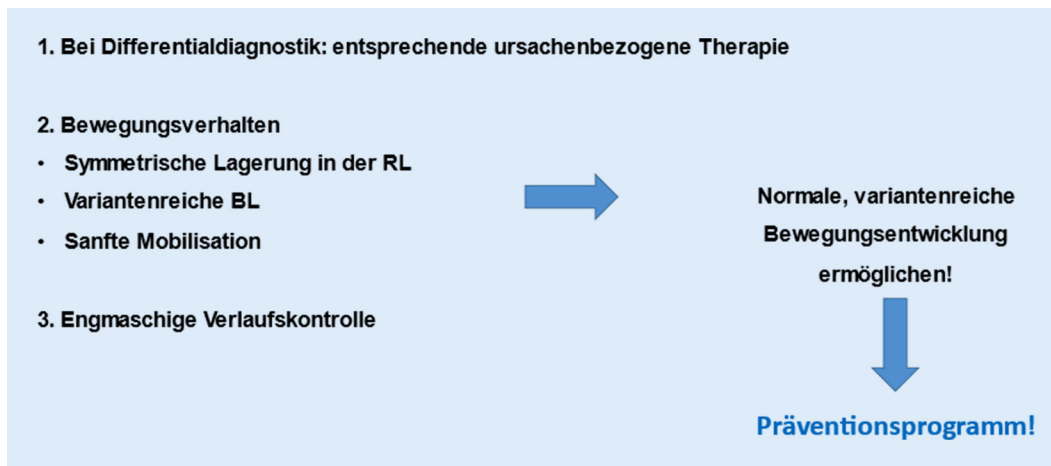 1. Bei Differentialdiagnostik: entsprechende ursachenbezogene Therapie
2. Bewegungsverhalten
• Symmetrische Lagerung in der RL
• Variantenreiche BL
• Sanfte Mobilisation
3. Engmaschige Verlaufskontrolle
Normale, variantenreiche
Bewegungsentwicklung
ermöglichen!
Präventionsprogramm!